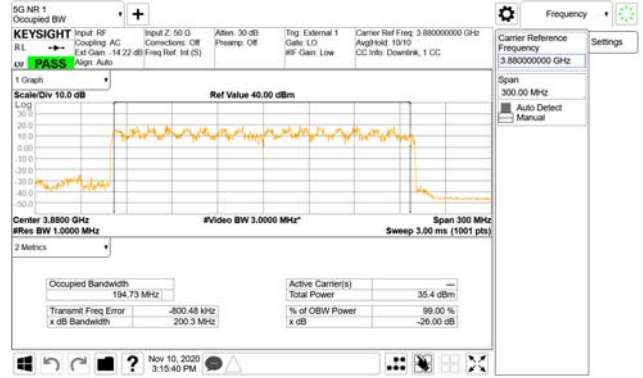 5G NR 1
Occupied BW
Frequency
KEYSIGHT Input: RF Input Z: 50 Ω Atten: 30 dB Trig: External 1 Carrier Ref Freq: 3.880000000 GHz
RL Coupling: AC Corrections: Off Preamp: Off Gate: LO Avg|Hold: 10/10
Ext Gain: -14.22 dB Freq Ref: Int (S) #IF Gain: Low CC Info: Downlink, 1 CC
PASS Align: Auto
Carrier Reference
Frequency
3.880000000 GHz
Settings
Span
300.00 MHz
Auto Detect
Manual
1 Graph
Scale/Div 10.0 dB Ref Value 40.00 dBm
Log
30.0
20.0
10.0
0.00
-10.0
-20.0
-30.0
-40.0
-50.0
Center 3.8800 GHz #Video BW 3.0000 MHz* Span 300 MHz
#Res BW 1.0000 MHz Sweep 3.00 ms (1001 pts)
2 Metrics
Occupied Bandwidth Active Carrier(s) ---
194.73 MHz Total Power 35.4 dBm
Transmit Freq Error -800.48 kHz % of OBW Power 99.00 %
x dB Bandwidth 200.3 MHz x dB -26.00 dB
Nov 10, 2020
3:15:40 PM